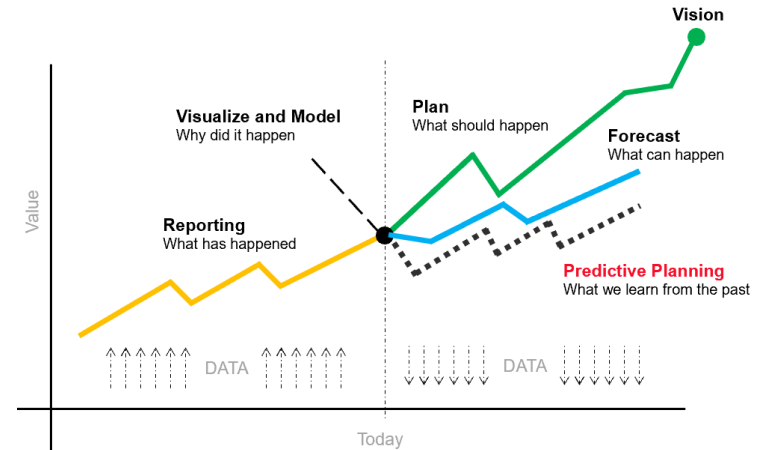 Vision
Plan
What should happen
Visualize and Model
Why did it happen
Forecast
What can happen
Value
Reporting
What has happened
Predictive Planning
What we learn from the past
DATA
DATA
Today